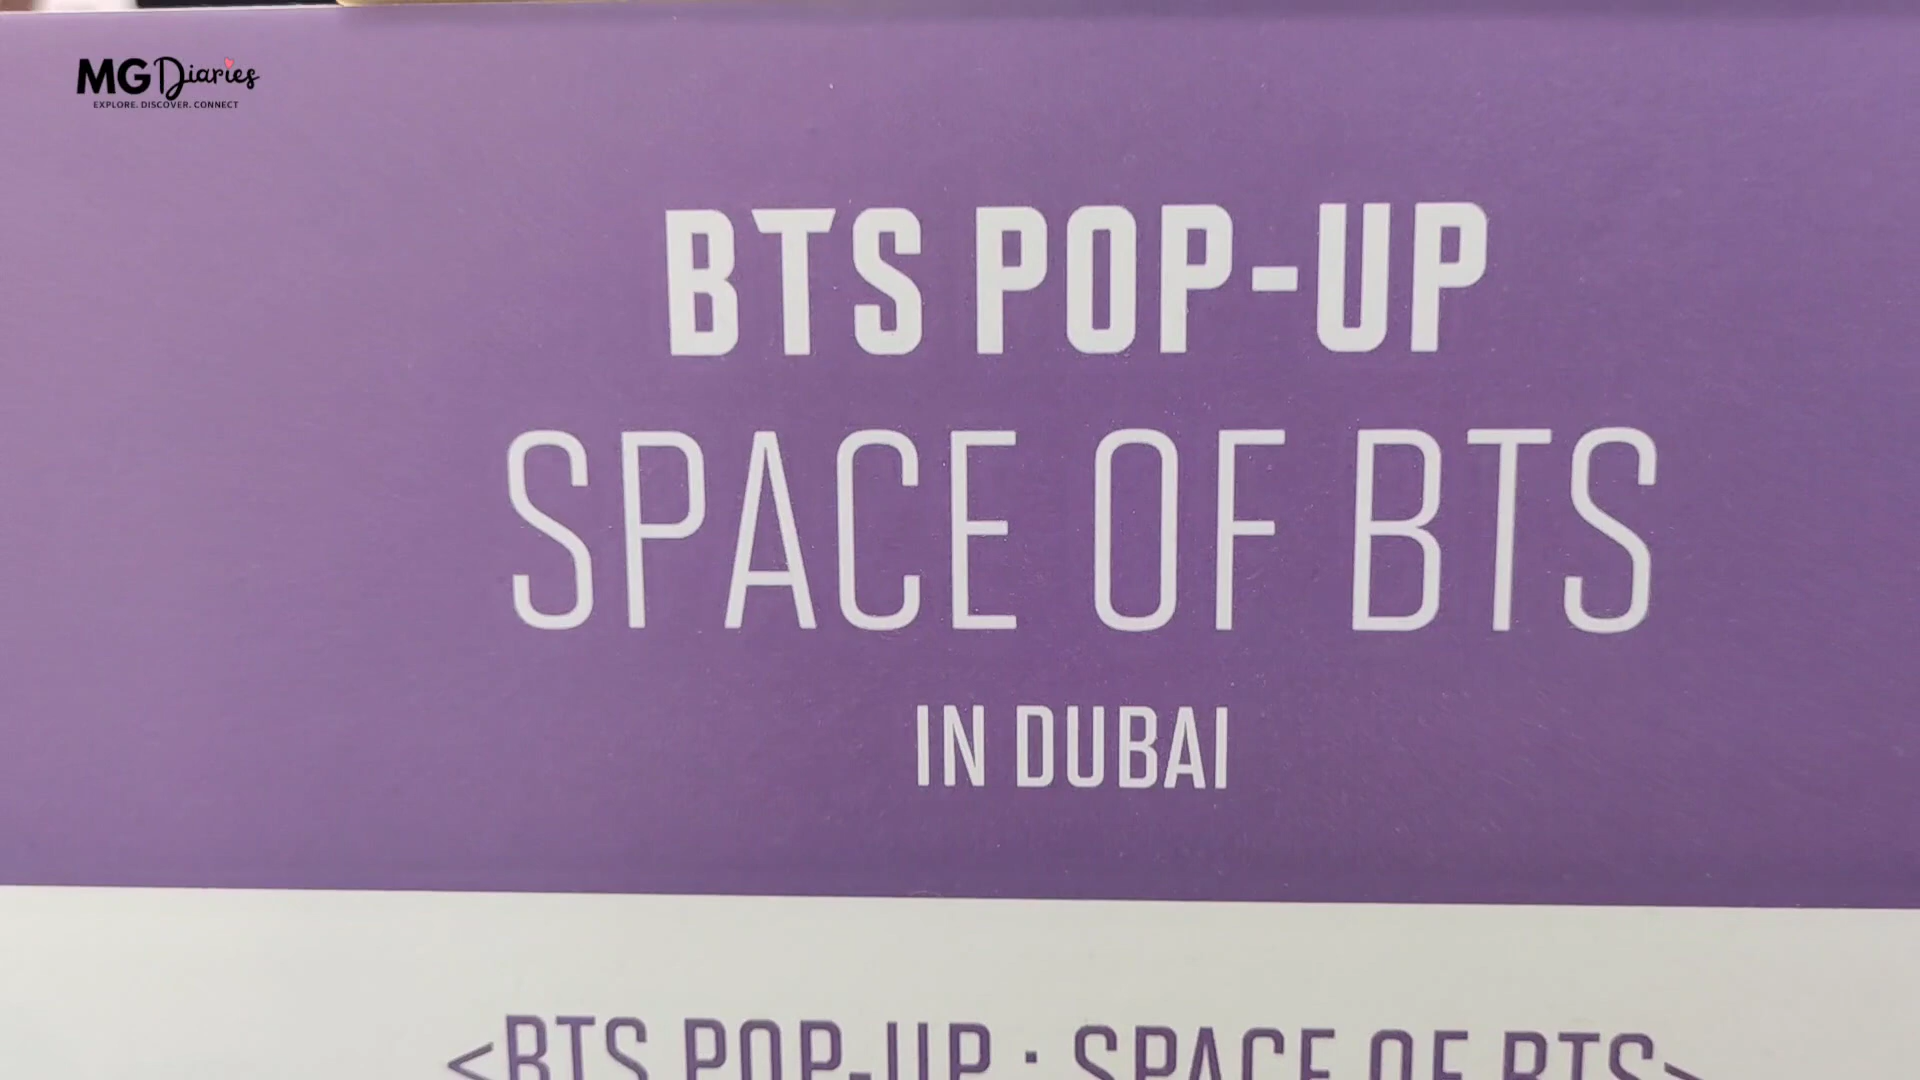 MG Diaries
EXPLORE. DISCOVER. CONNECT
BTS POP-UP
SPACE OF BTS
IN DUBAI
<BTS POP-UP : SPACE OF BTS>